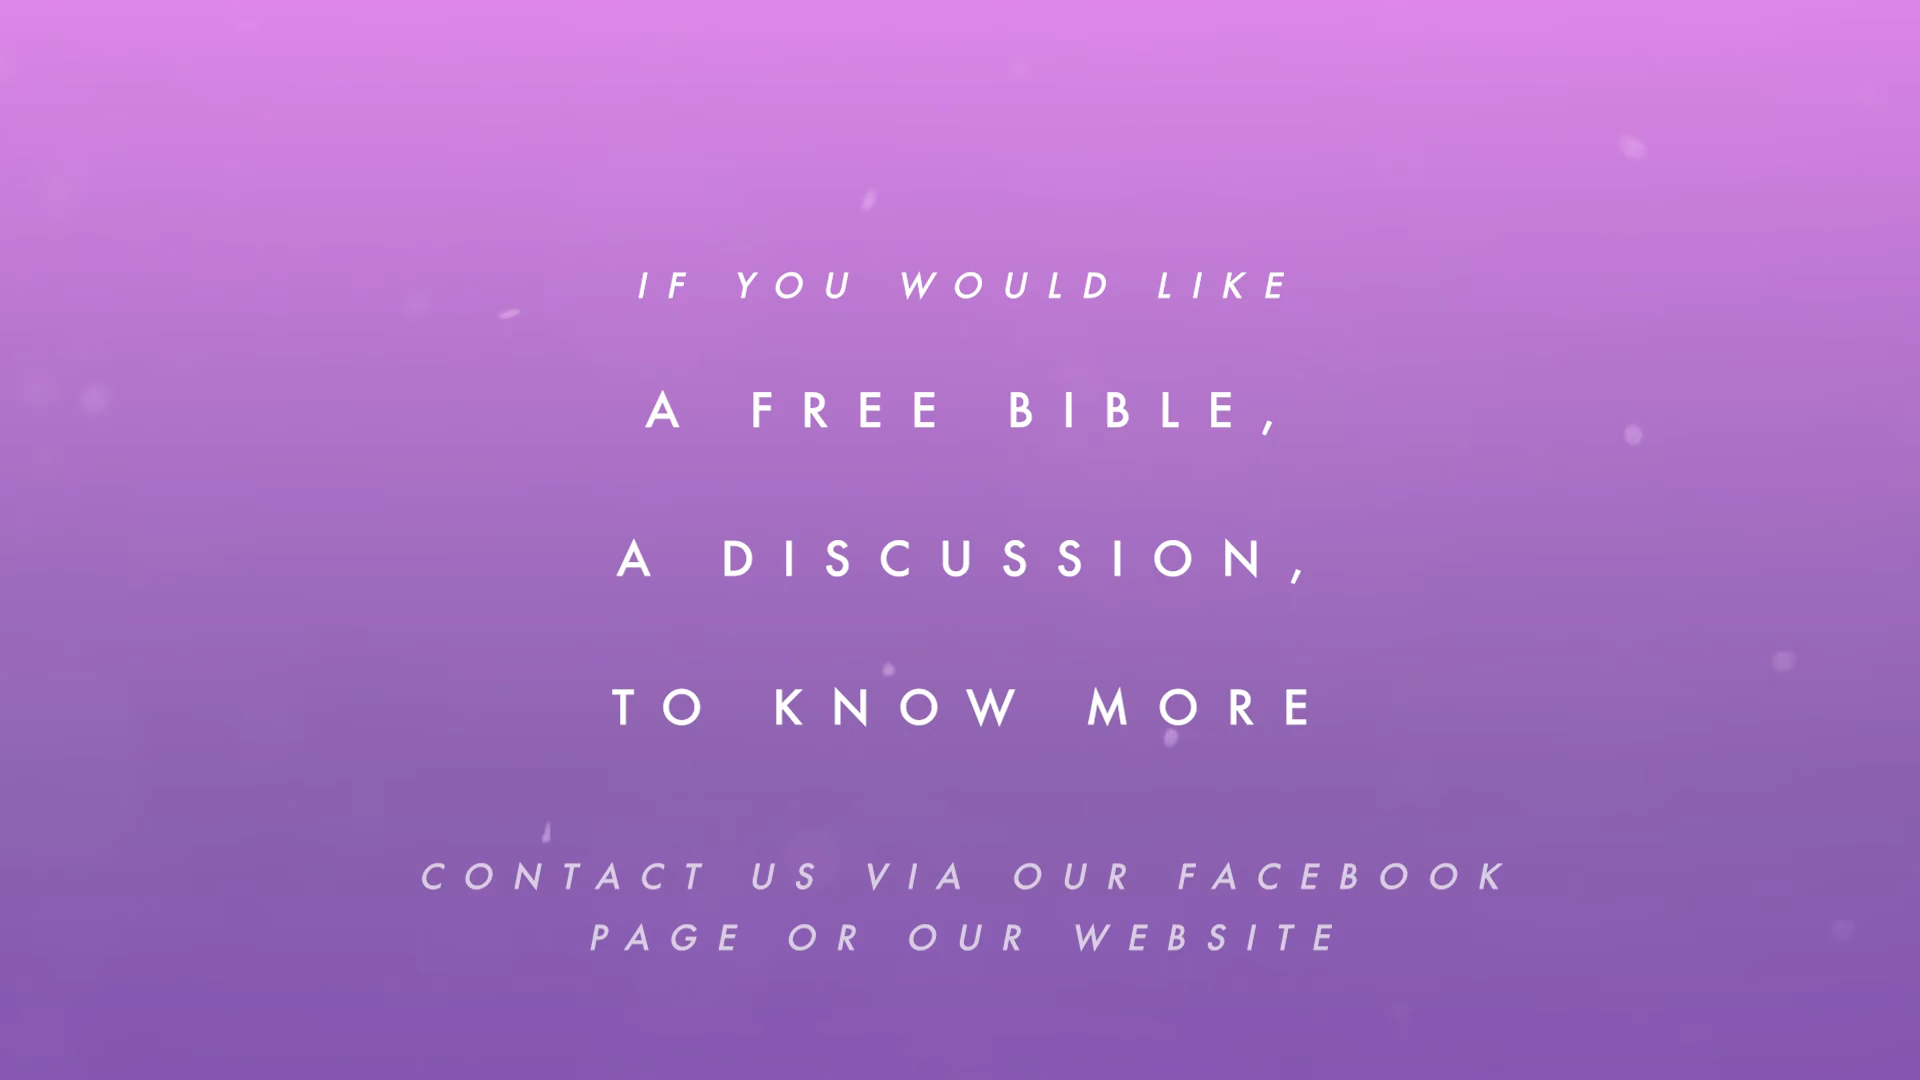 IF YOU WOULD LIKE
A FREE BIBLE,
A DISCUSSION,
TO KNOW MORE
CONTACT US VIA OUR FACEBOOK
PAGE OR OUR WEBSITE